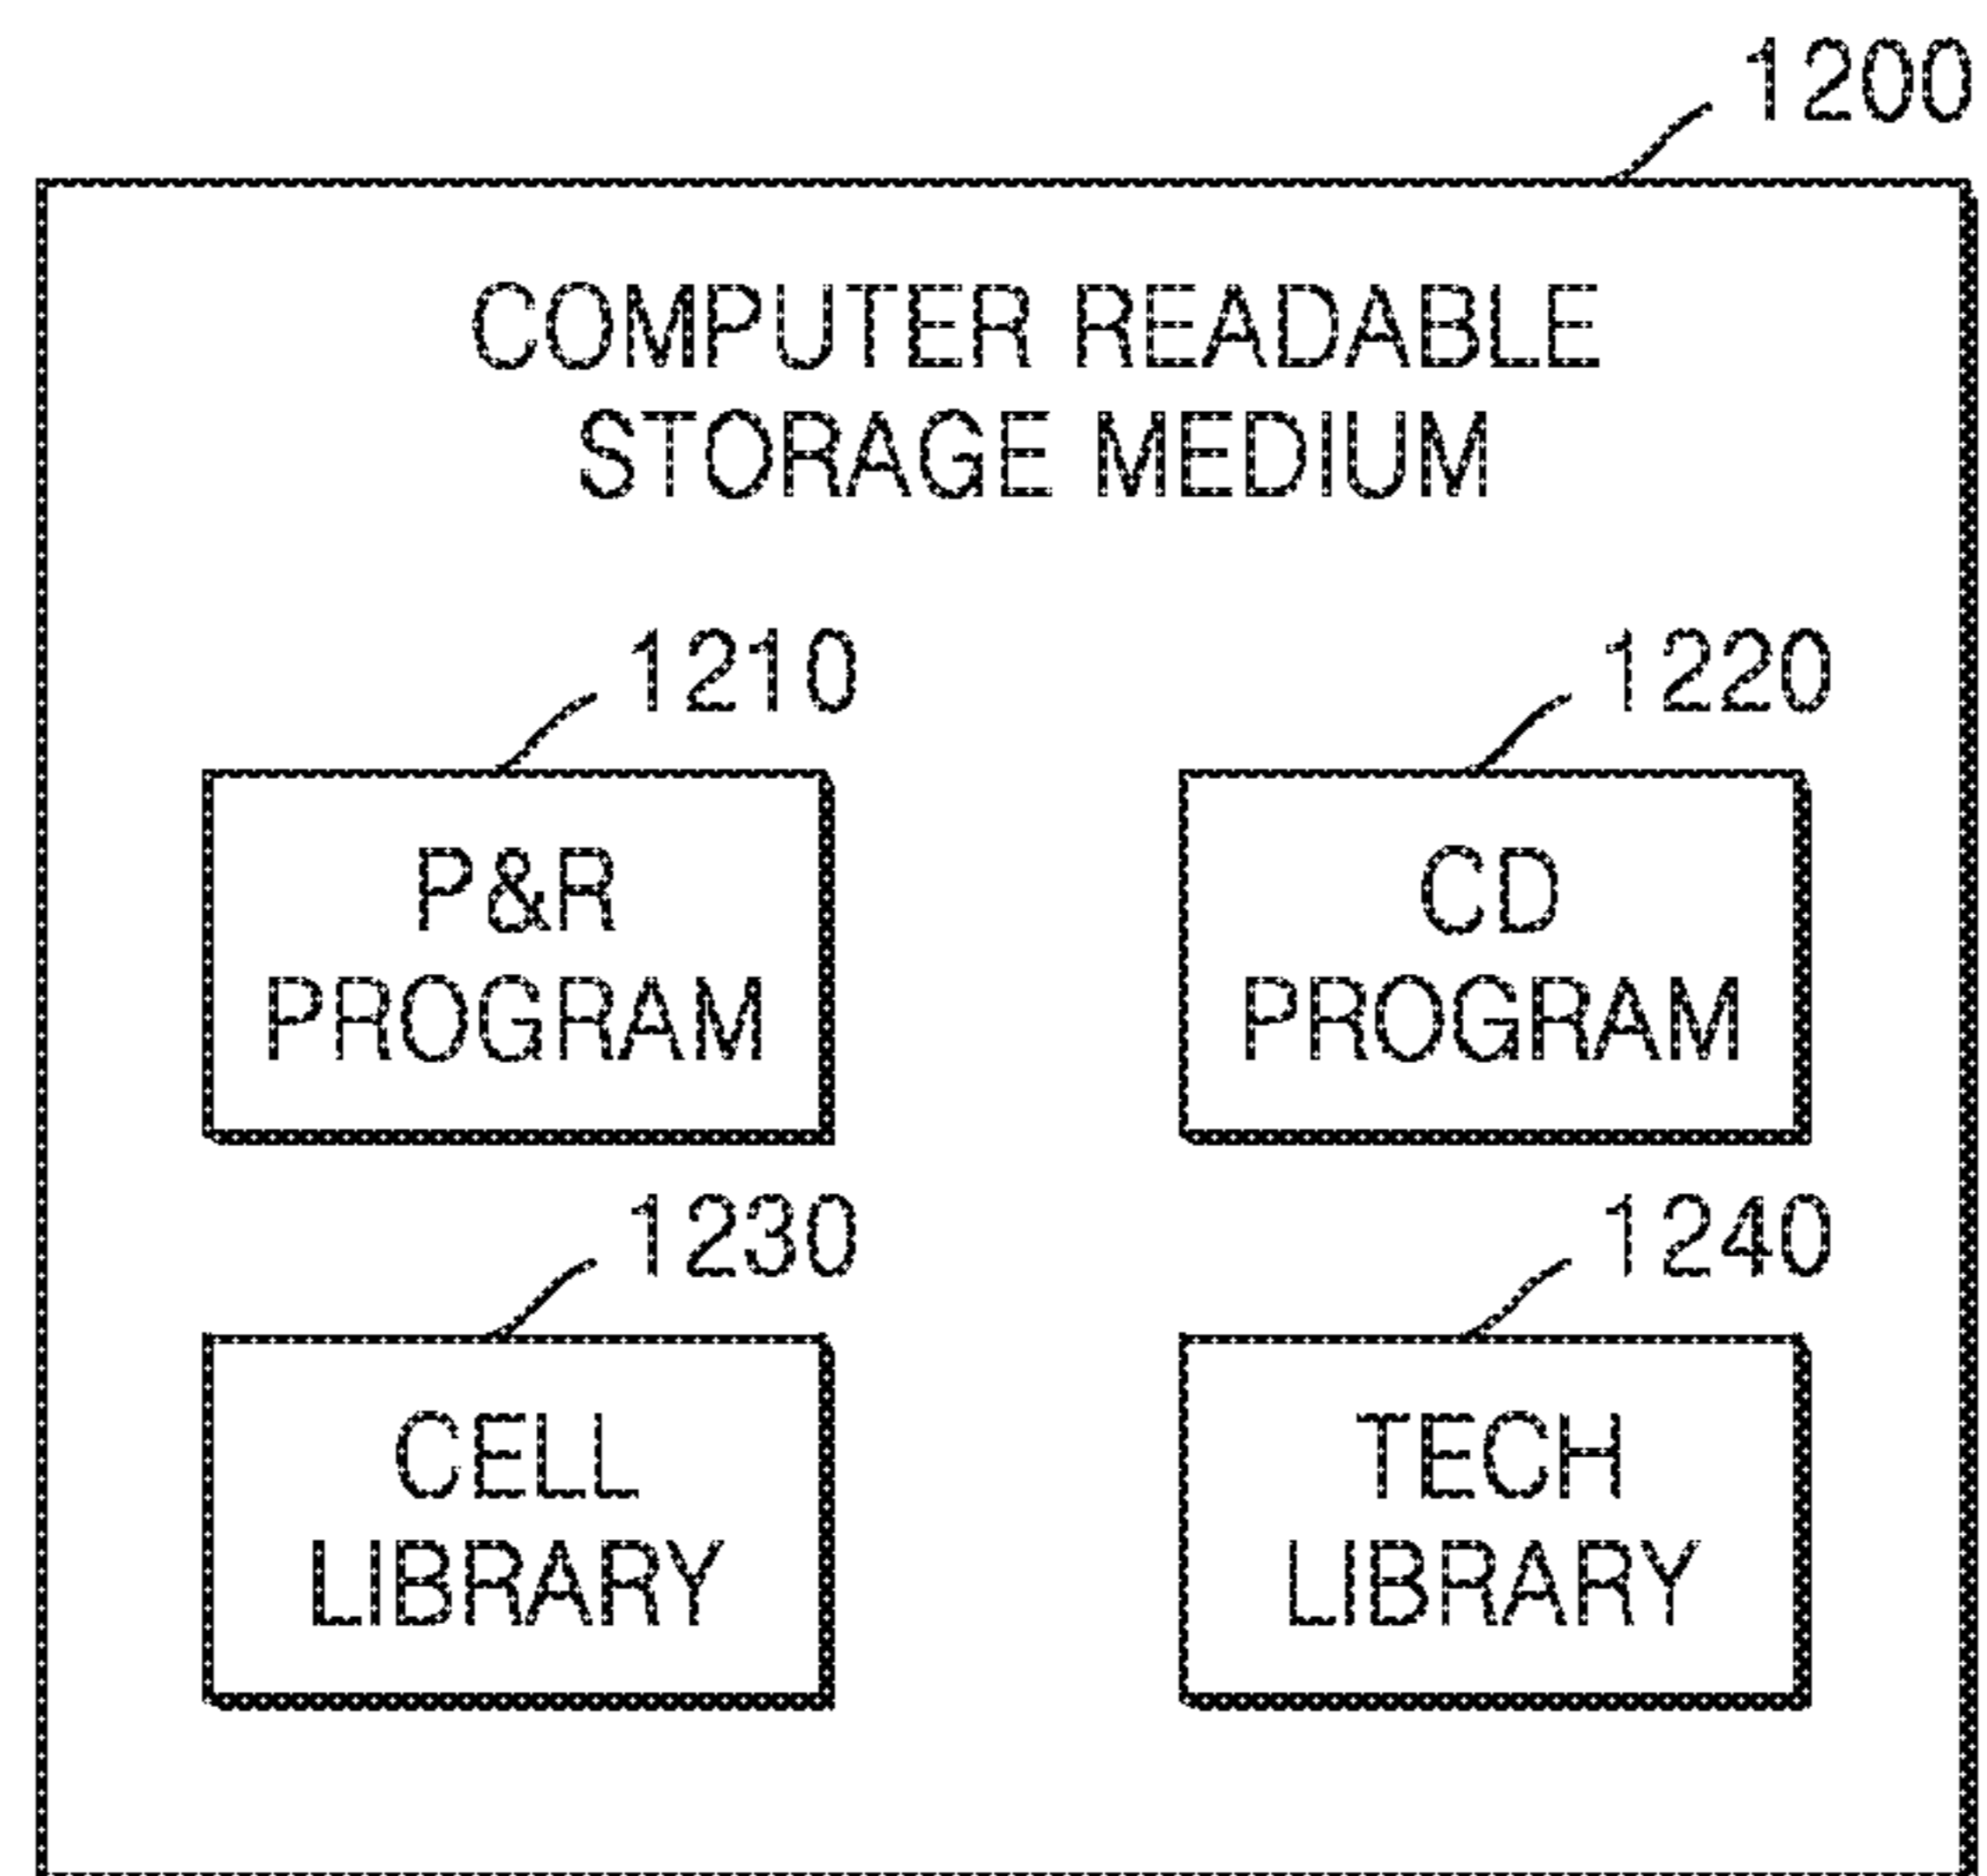 1200
COMPUTER READABLE
STORAGE MEDIUM
1210
P&R
PROGRAM
1220
CD
PROGRAM
1230
CELL
LIBRARY
1240
TECH
LIBRARY